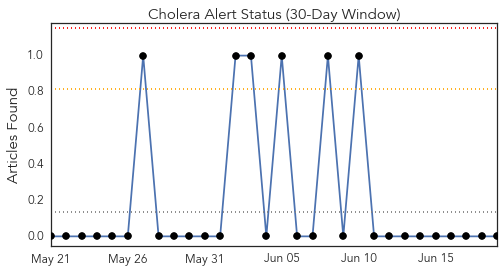 Cholera Alert Status (30-Day Window)
Articles Found
1.0
0.8
0.6
0.4
0.2
0.0
May 21 May 26 May 31 Jun 05 Jun 10 Jun 15